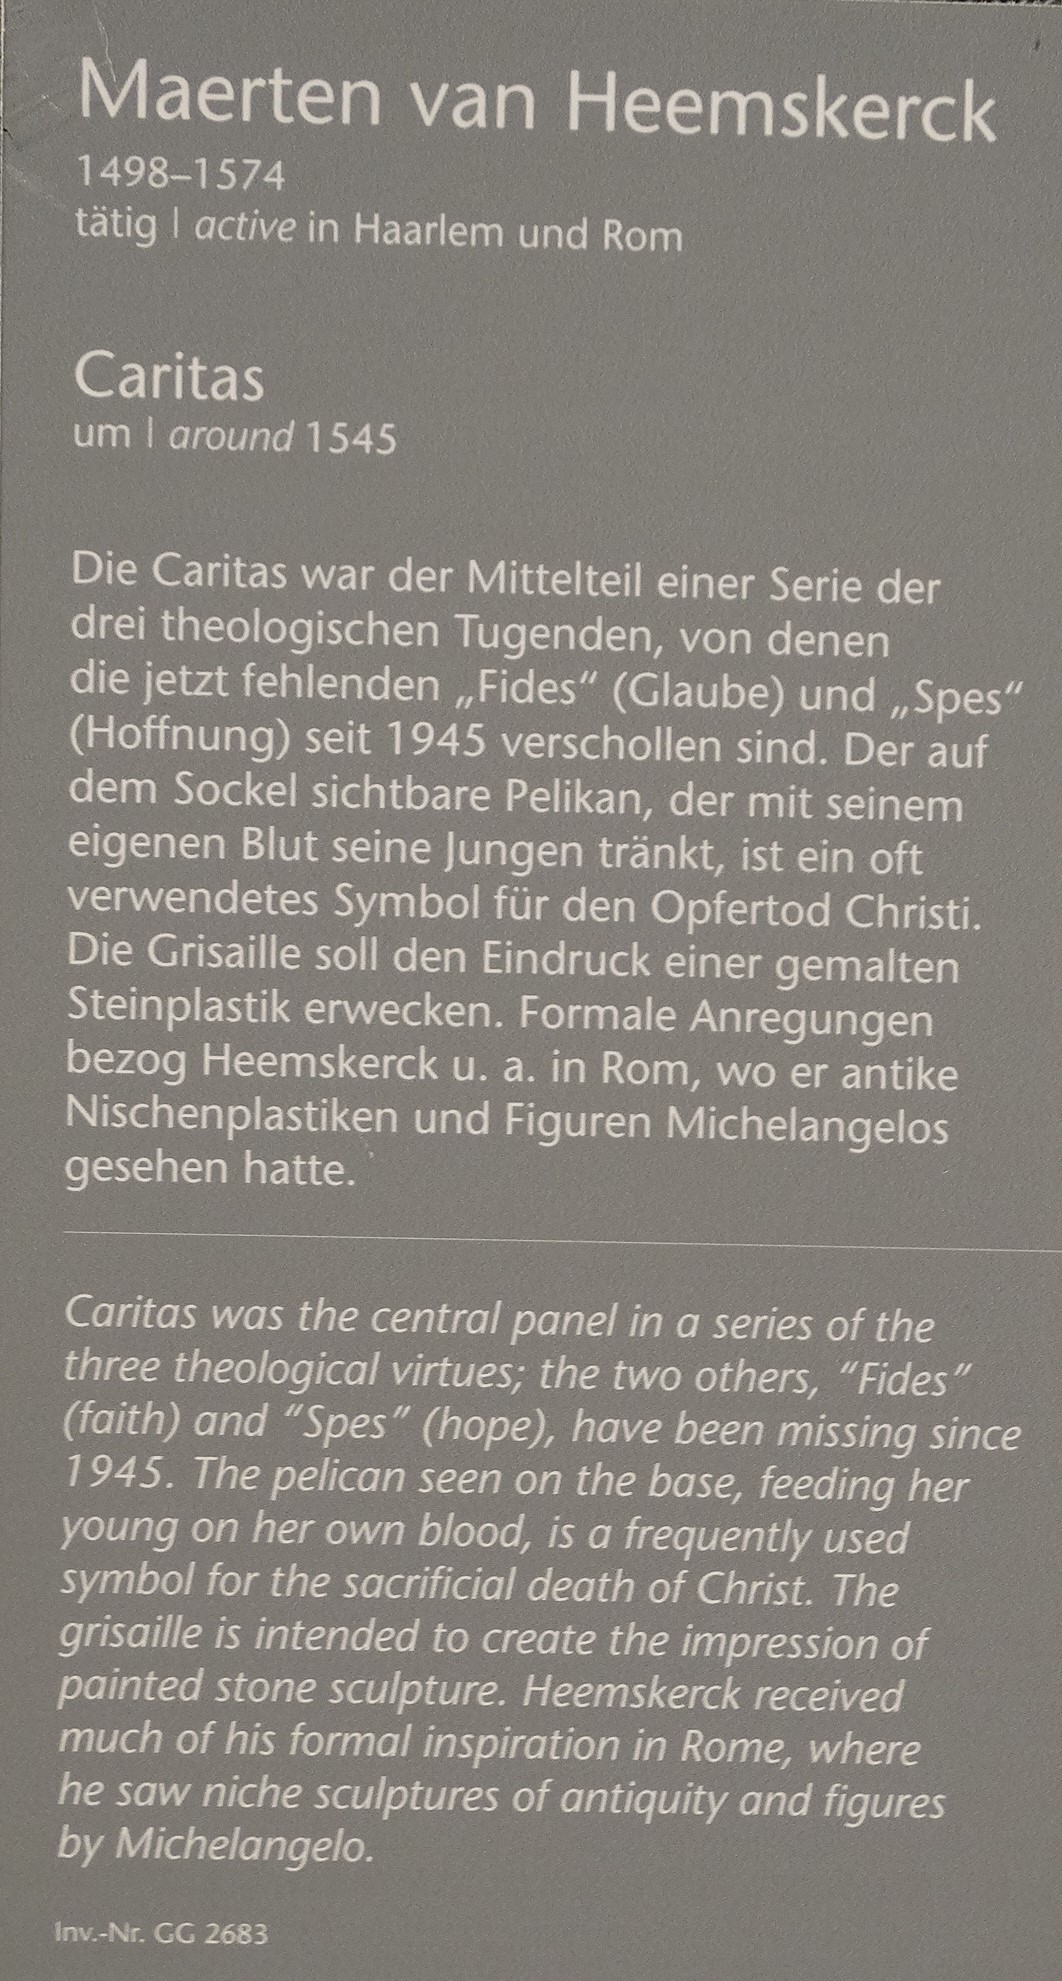 Maerten van Heemskerck
1498–1574
tätig | active in Haarlem und Rom
Caritas
um | around 1545
Die Caritas war der Mittelteil einer Serie der
drei theologischen Tugenden, von denen
die jetzt fehlenden „Fides“ (Glaube) und „Spes“
(Hoffnung) seit 1945 verschollen sind. Der auf
dem Sockel sichtbare Pelikan, der mit seinem
eigenen Blut seine Jungen tränkt, ist ein oft
verwendetes Symbol für den Opfertod Christi.
Die Grisaille soll den Eindruck einer gemalten
Steinplastik erwecken. Formale Anregungen
bezog Heemskerck u. a. in Rom, wo er antike
Nischenplastiken und Figuren Michelangelos
gesehen hatte.
Caritas was the central panel in a series of the
three theological virtues; the two others, “Fides”
(faith) and “Spes” (hope), have been missing since
1945. The pelican seen on the base, feeding her
young on her own blood, is a frequently used
symbol for the sacrificial death of Christ. The
grisaille is intended to create the impression of
painted stone sculpture. Heemskerck received
much of his formal inspiration in Rome, where
he saw niche sculptures of antiquity and figures
by Michelangelo.
Inv.-Nr. GG 2683